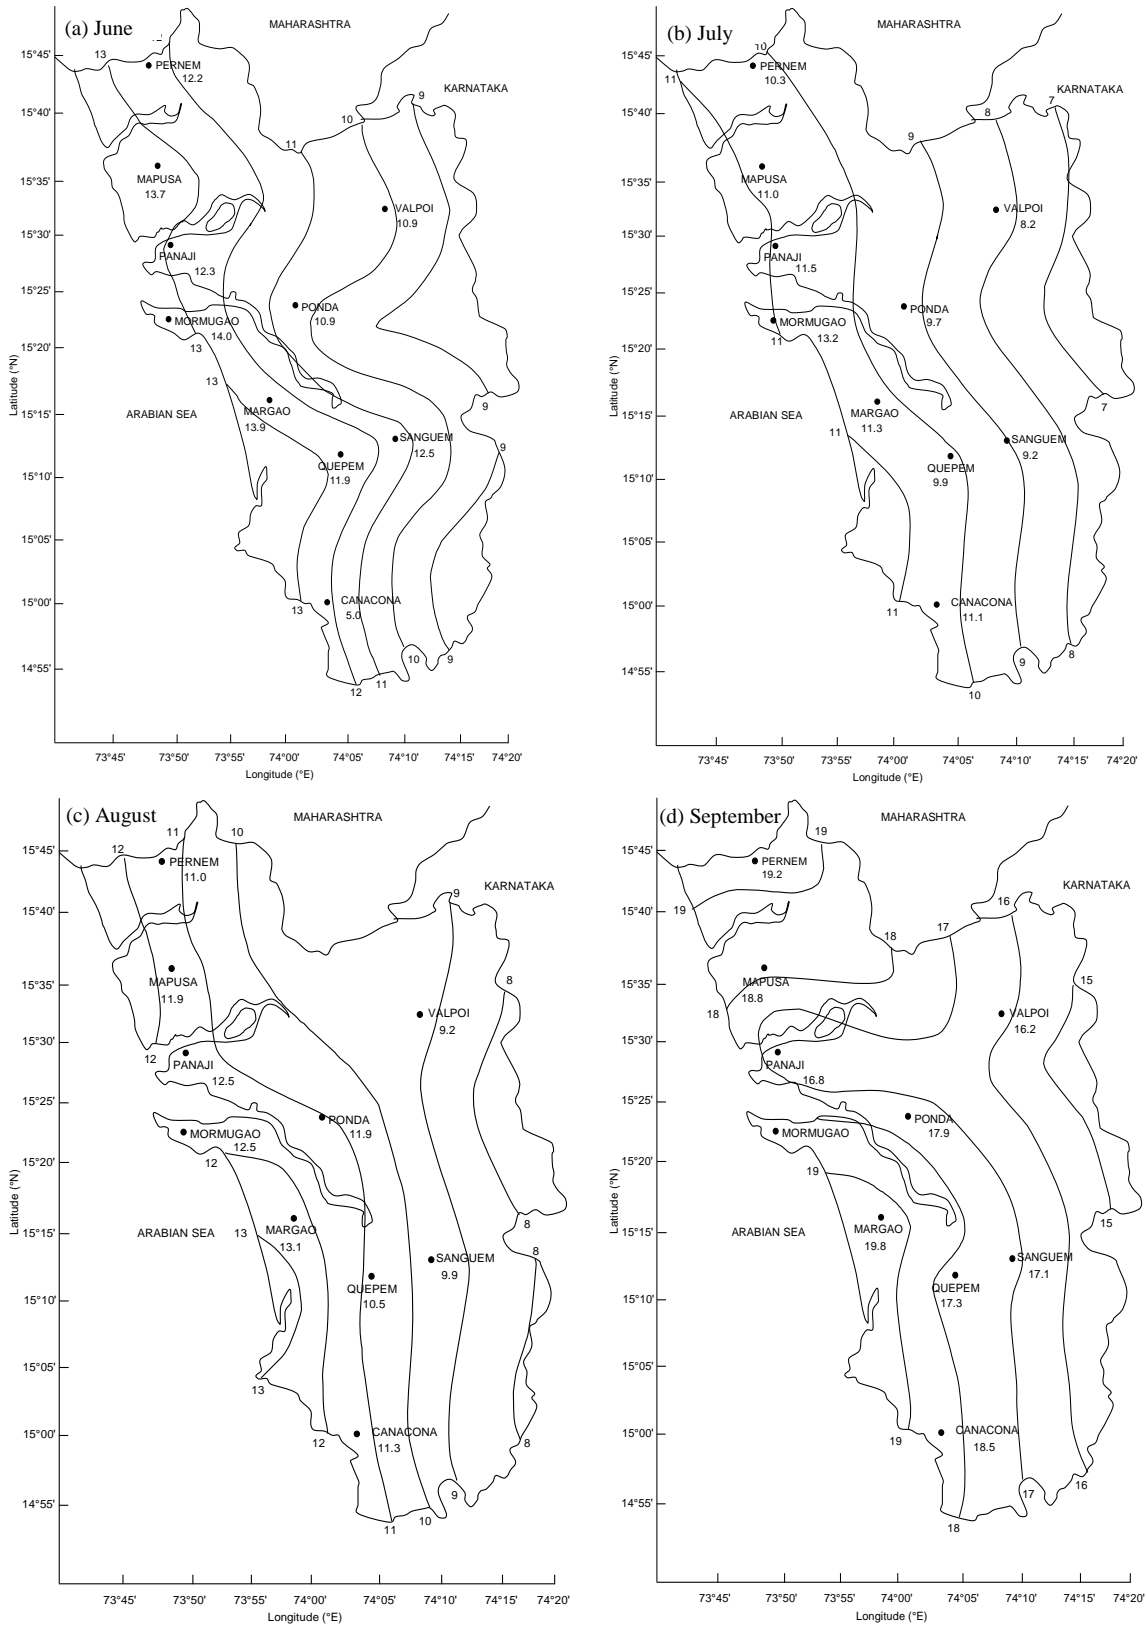 (a) June
MAHARASHTRA
KARNATAKA
15°45'
15°40'
15°35'
15°30'
15°25'
15°20'
15°15'
15°10'
15°05'
15°00'
14°55'
Latitude (°N)
13
12
11
10
9
PERNEM
12.2
MAPUSA
13.7
VALPOI
10.9
PANAJI
12.3
PONDA
10.9
MORMUGAO
14.0
13
13
ARABIAN SEA
MARGAO
13.9
9
9
SANGUEM
12.5
QUEPEM
11.9
CANACONA
5.0
13
12
11
10
9
73°45'
73°50'
73°55'
74°00'
74°05'
74°10'
74°15'
74°20'
Longitude (°E)
(b) July
MAHARASHTRA
KARNATAKA
15°45'
15°40'
15°35'
15°30'
15°25'
15°20'
15°15'
15°10'
15°05'
15°00'
14°55'
Latitude (°N)
11
10
9
8
7
PERNEM
10.3
MAPUSA
11.0
VALPOI
8.2
PANAJI
11.5
PONDA
9.7
MORMUGAO
13.2
11
ARABIAN SEA
MARGAO
11.3
7
11
SANGUEM
9.2
QUEPEM
9.9
CANACONA
11.1
11
10
9
8
73°45'
73°50'
73°55'
74°00'
74°05'
74°10'
74°15'
74°20'
Longitude (°E)
(c) August
MAHARASHTRA
KARNATAKA
15°45'
15°40'
15°35'
15°30'
15°25'
15°20'
15°15'
15°10'
15°05'
15°00'
14°55'
Latitude (°N)
12
11
10
9
PERNEM
11.0
MAPUSA
11.9
8
VALPOI
9.2
12
PANAJI
12.5
PONDA
11.9
MORMUGAO
12.5
12
ARABIAN SEA
13
MARGAO
13.1
8
8
SANGUEM
9.9
QUEPEM
10.5
13
12
CANACONA
11.3
8
11
10
9
73°45'
73°50'
73°55'
74°00'
74°05'
74°10'
74°15'
74°20'
Longitude (°E)
(d) September
MAHARASHTRA
KARNATAKA
15°45'
15°40'
15°35'
15°30'
15°25'
15°20'
15°15'
15°10'
15°05'
15°00'
14°55'
Latitude (°N)
19
PERNEM
19.2
19
18
17
16
MAPUSA
18.8
18
15
VALPOI
16.2
PANAJI
16.8
PONDA
17.9
MORMUGAO
19
ARABIAN SEA
MARGAO
19.8
15
SANGUEM
17.1
QUEPEM
17.3
CANACONA
18.5
19
18
17
16
73°45'
73°50'
73°55'
74°00'
74°05'
74°10'
74°15'
74°20'
Longitude (°E)